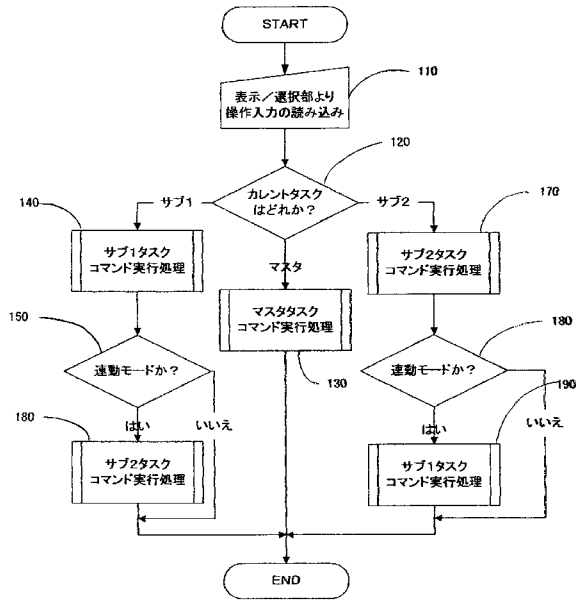 START
110
表示／選択部より
操作入力の読み込み
120
カレントタスク
はどれか？
サブ1
サブ2
マスタ
140
サブ1タスク
コマンド実行処理
170
サブ2タスク
コマンド実行処理
マスタタスク
コマンド実行処理
130
150
連動モードか？
180
連動モードか？
はい
いいえ
はい
いいえ
180
サブ2タスク
コマンド実行処理
190
サブ1タスク
コマンド実行処理
END